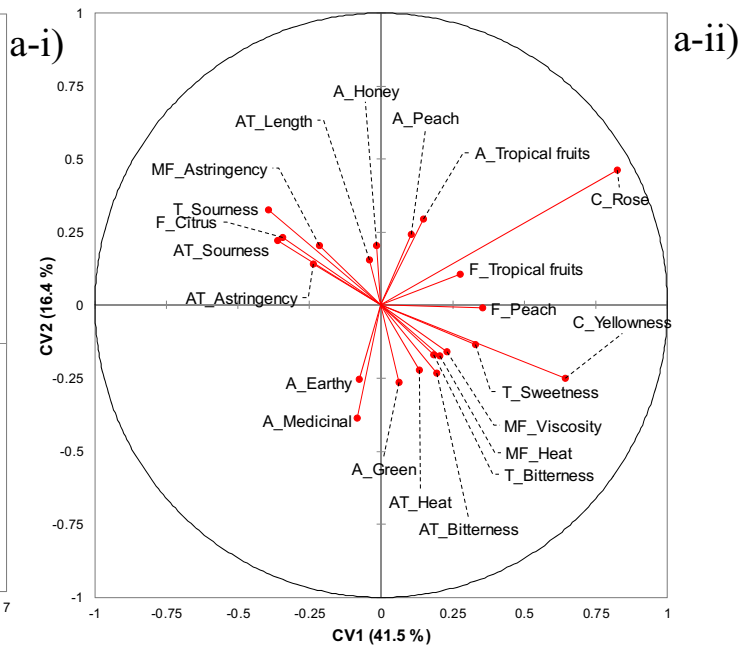 a-i)
a-ii)
1
0.75
0.5
0.25
0
-0.25
-0.5
-0.75
-1
CV2 (16.4 %)
A_Honey
AT_Length
A_Peach
A_Tropical fruits
MF_Astringency
C_Rose
T_Sourness
F_Citrus
AT_Sourness
F_Tropical fruits
AT_Astringency
F_Peach
C_Yellowness
A_Earthy
T_Sweetness
A_Medicinal
MF_Viscosity
MF_Heat
A_Green
T_Bitterness
AT_Heat
AT_Bitterness
7
-1 -0.75 -0.5 -0.25 0 0.25 0.5 0.75 1
CV1 (41.5 %)